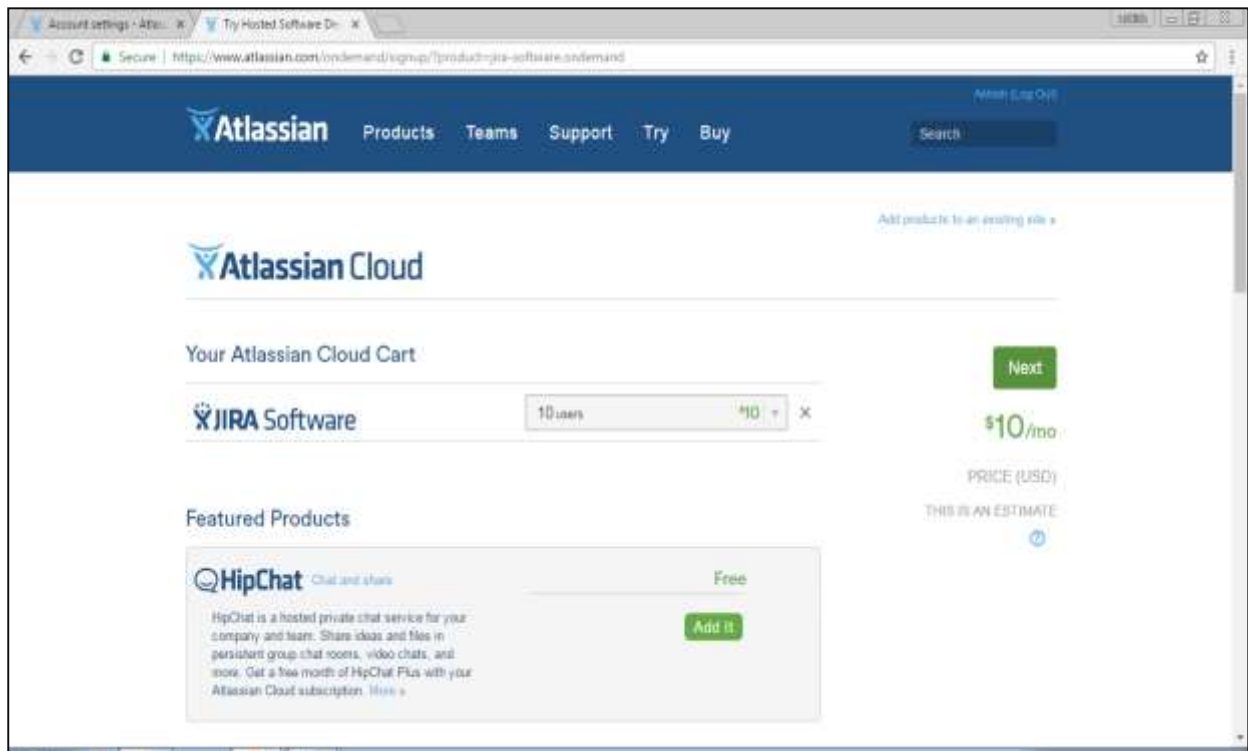 Account settings - Atlas...
Try Hosted Software De
Secure | https://www.atlassian.com/ondemand/signup/?product=jira-software.ondemand
(Log Out)
Atlassian Products Teams Support Try Buy
Search
Add products to an existing site »
Atlassian Cloud
Your Atlassian Cloud Cart
Next
JIRA Software 10 users $10
$10/mo
PRICE (USD)
THIS IS AN ESTIMATE
Featured Products
HipChat Chat and share Free
HipChat is a hosted private chat service for your
company and team. Share ideas and files in
persistent group chat rooms, video chats, and
more. Get a free month of HipChat Plus with your
Atlassian Cloud subscription. More »
Add It